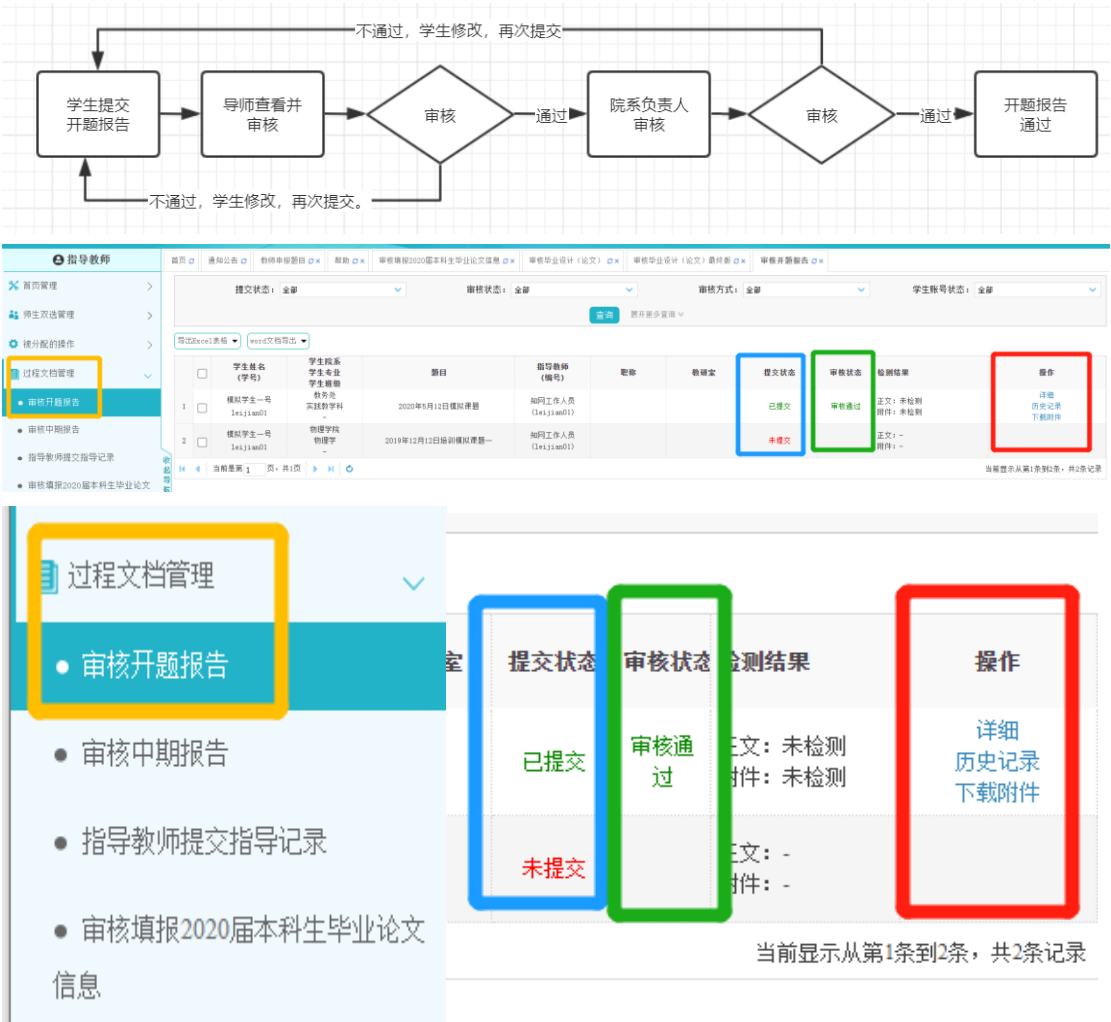 不通过，学生修改，再次提交
学生提交
开题报告
导师查看并
审核
审核
通过
院系负责人
审核
审核
通过
开题报告
通过
不通过，学生修改，再次提交。
指导教师
首页
通知公告
教师申报题目
帮助
审核填报2020届本科生毕业论文信息
审核毕业设计（论文）
审核毕业设计（论文）最终稿
审核开题报告
首页管理
师生双选管理
被分配的操作
过程文档管理
审核开题报告
审核中期报告
指导教师提交指导记录
审核填报2020届本科生毕业论文
提交状态：全部
审核状态：全部
审核方式：全部
学生账号状态：全部
查询
展开更多查询
导出Excel表格
word文档导出
学生姓名
（学号）
学生院系
学生专业
学生班级
题目
指导教师
（编号）
职称
教研室
提交状态
审核状态
检测结果
操作
1
模拟学生一号
leijian01
教务处
实践教学科
-
2020年5月12日模拟课题
知网工作人员
(leijian01)
已提交
审核通过
正文：未检测
附件：未检测
详细
历史记录
下载附件
2
模拟学生一号
leijian01
物理学院
物理学
-
2019年12月12日培训模拟课题一
知网工作人员
(leijian01)
未提交
正文：-
附件：-
收起导
当前是第 1 页，共1页
当前显示从第1条到2条，共2条记录
过程文档管理
审核开题报告
审核中期报告
指导教师提交指导记录
审核填报2020届本科生毕业论文
信息
室
提交状态
审核状态
检测结果
操作
已提交
审核通
过
正文：未检测
附件：未检测
详细
历史记录
下载附件
未提交
正文：-
附件：-
当前显示从第1条到2条，共2条记录